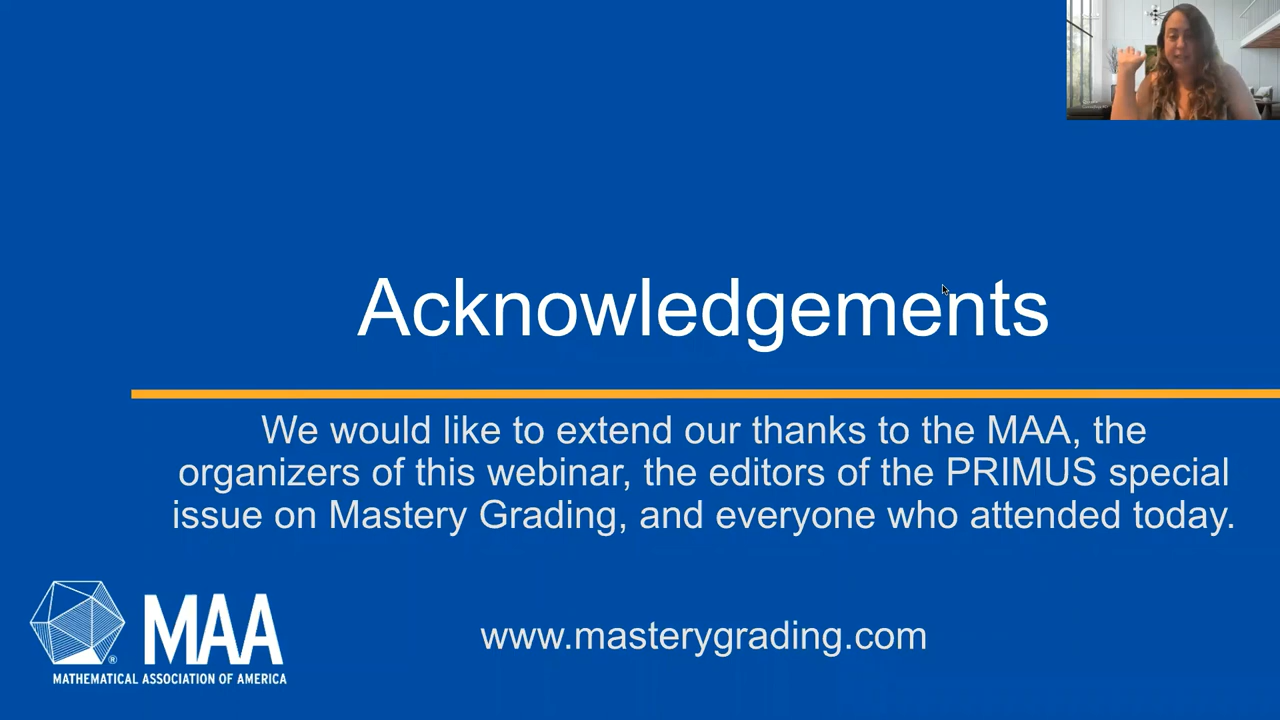 Acknowledgements
We would like to extend our thanks to the MAA, the
organizers of this webinar, the editors of the PRIMUS special
issue on Mastery Grading, and everyone who attended today.
www.masterygrading.com
®
MAA
MATHEMATICAL ASSOCIATION OF AMERICA